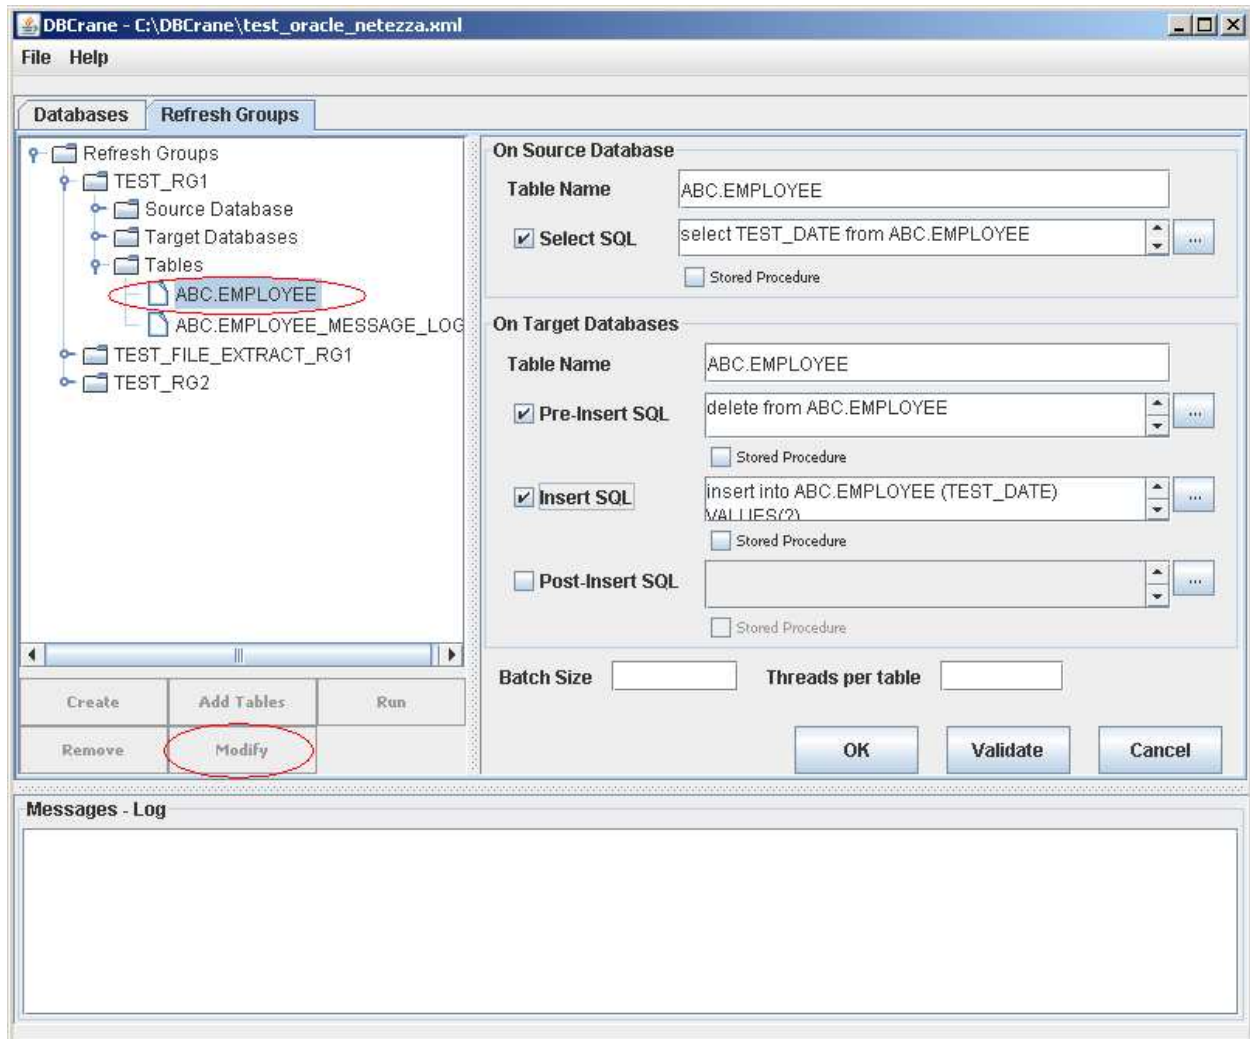 DBCrane - C:\DBCrane\test_oracle_netezza.xml
File Help
Databases Refresh Groups
Refresh Groups
TEST_RG1
Source Database
Target Databases
Tables
ABC.EMPLOYEE
ABC.EMPLOYEE_MESSAGE_LOG
TEST_FILE_EXTRACT_RG1
TEST_RG2
Create Add Tables Run
Remove Modify
On Source Database
Table Name ABC.EMPLOYEE
Select SQL select TEST_DATE from ABC.EMPLOYEE ...
Stored Procedure
On Target Databases
Table Name ABC.EMPLOYEE
Pre-Insert SQL delete from ABC.EMPLOYEE ...
Stored Procedure
Insert SQL insert into ABC.EMPLOYEE (TEST_DATE) ...
VALUES(?)
Stored Procedure
Post-Insert SQL ...
Stored Procedure
Batch Size Threads per table
OK Validate Cancel
Messages - Log